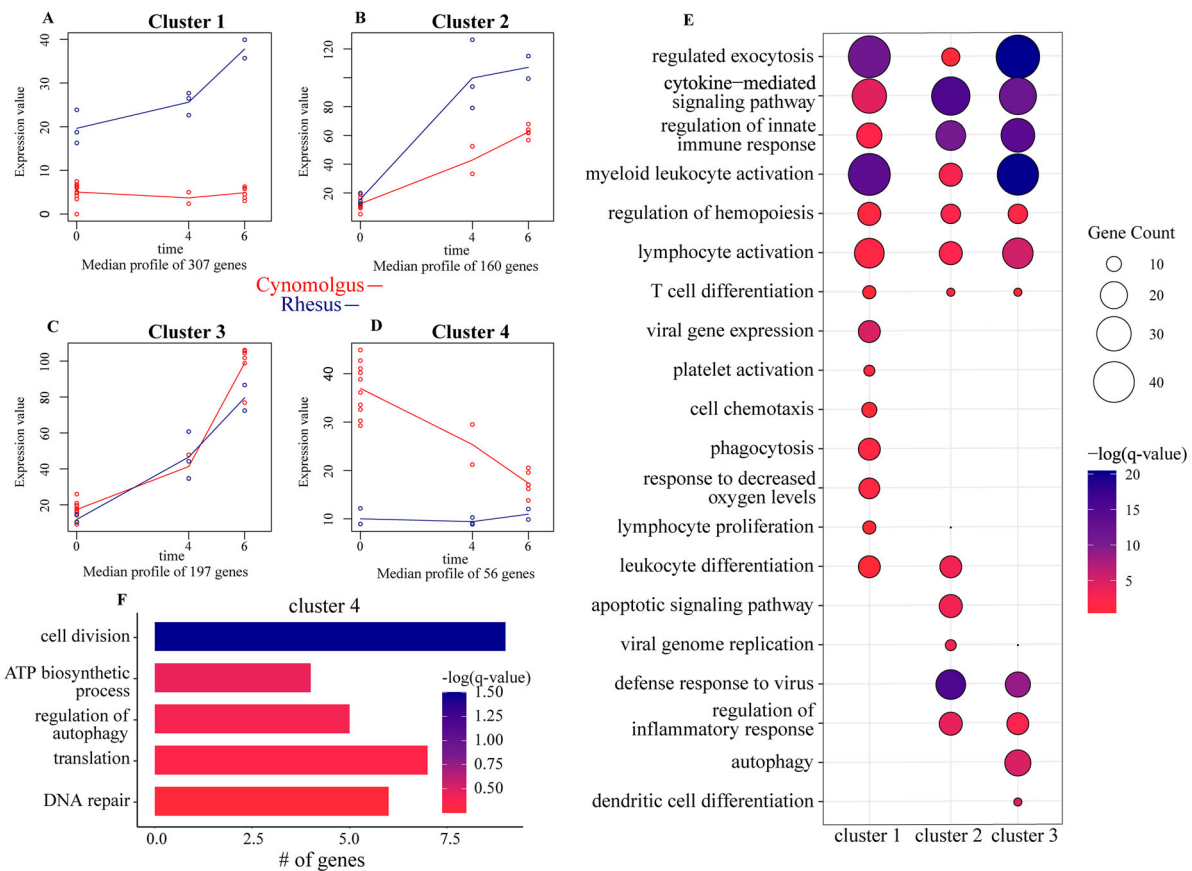 A
Cluster 1
Expression value
40
30
20
10
0
0
4
6
time
Median profile of 307 genes
B
Cluster 2
Expression value
120
100
80
60
40
20
0
4
6
time
Median profile of 160 genes
Cynomolgus
Rhesus
C
Cluster 3
Expression value
100
80
60
40
20
0
4
6
time
Median profile of 197 genes
D
Cluster 4
Expression value
40
30
20
10
0
4
6
time
Median profile of 56 genes
E
regulated exocytosis
cytokine−mediated
signaling pathway
regulation of innate
immune response
myeloid leukocyte activation
regulation of hemopoiesis
lymphocyte activation
T cell differentiation
viral gene expression
platelet activation
cell chemotaxis
phagocytosis
response to decreased
oxygen levels
lymphocyte proliferation
leukocyte differentiation
apoptotic signaling pathway
viral genome replication
defense response to virus
regulation of
inflammatory response
autophagy
dendritic cell differentiation
cluster 1
cluster 2
cluster 3
Gene Count
10
20
30
40
−log(q-value)
20
15
10
5
F
cluster 4
cell division
ATP biosynthetic
process
regulation of
autophagy
translation
DNA repair
0.0
2.5
5.0
7.5
# of genes
-log(q-value)
1.50
1.25
1.00
0.75
0.50